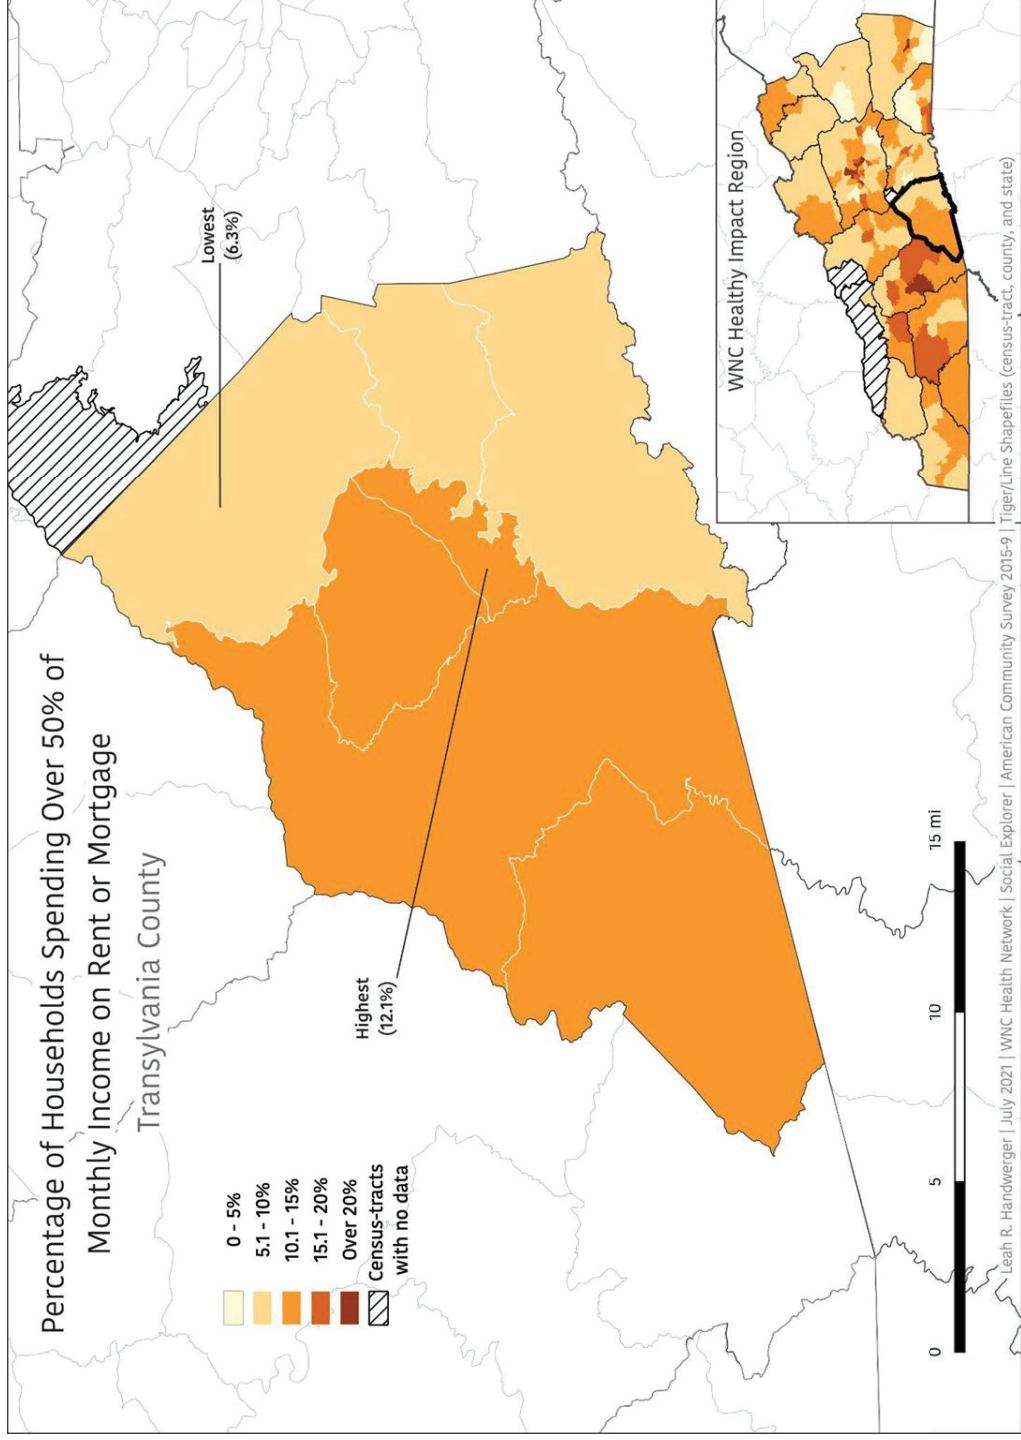 Percentage of Households Spending Over 50% of
Monthly Income on Rent or Mortgage
Transylvania County
0 - 5%
5.1 - 10%
10.1 - 15%
15.1 - 20%
Over 20%
Census-tracts
with no data
Highest
(12.1%)
Lowest
(6.3%)
WNC Healthy Impact Region
0
5
10
15 mi
Leah R. Handwerger | July 2021 | WNC Health Network | Social Explorer | American Community Survey 2015-9 | Tiger/Line Shapefiles (census-tract, county, and state)